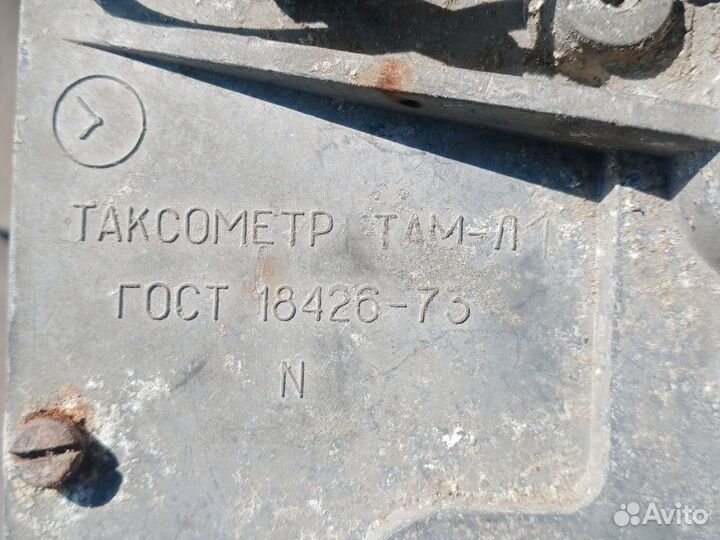 ТАКСОМЕТР ТАМ-Л1
ГОСТ 18426-73
N
Avito